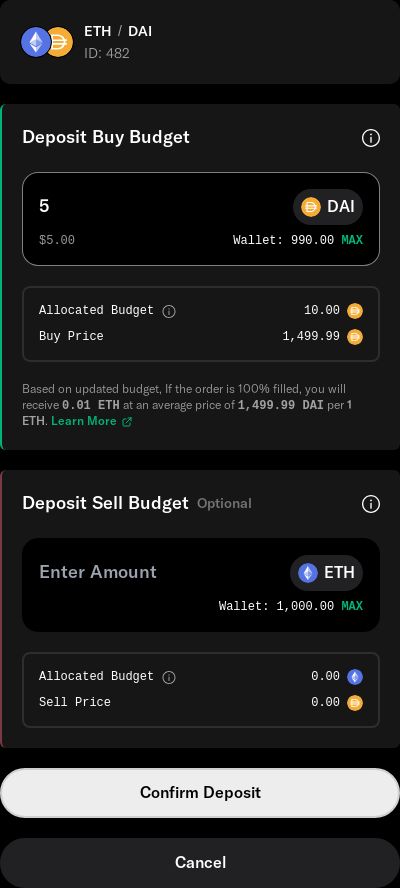 ETH / DAI
ID: 482
Deposit Buy Budget
5
DAI
$5.00
Wallet: 990.00 MAX
Allocated Budget
10.00
Buy Price
1,499.99
Based on updated budget, If the order is 100% filled, you will
receive 0.01 ETH at an average price of 1,499.99 DAI per 1
ETH. Learn More
Deposit Sell Budget Optional
Enter Amount
ETH
Wallet: 1,000.00 MAX
Allocated Budget
0.00
Sell Price
0.00
Confirm Deposit
Cancel